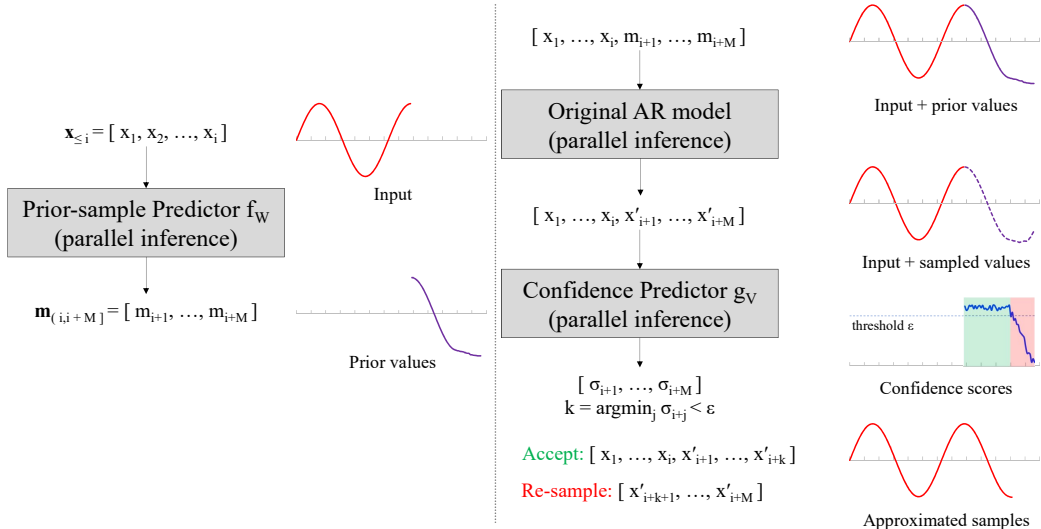 x≤ i = [ x1, x2, …, xi ]
Prior-sample Predictor fW
(parallel inference)
m( i,i + M ] = [ mi+1, …, mi+M ]
Input
Prior values
[ x1, …, xi, mi+1, …, mi+M ]
Original AR model
(parallel inference)
[ x1, …, xi, x′i+1, …, x′i+M ]
Confidence Predictor gV
(parallel inference)
[ σi+1, …, σi+M ]
k = argminj σi+j < ε
Accept: [ x1, …, xi, x′i+1, …, x′i+k ]
Re-sample: [ x′i+k+1, …, x′i+M ]
Input + prior values
Input + sampled values
threshold ε
Confidence scores
Approximated samples